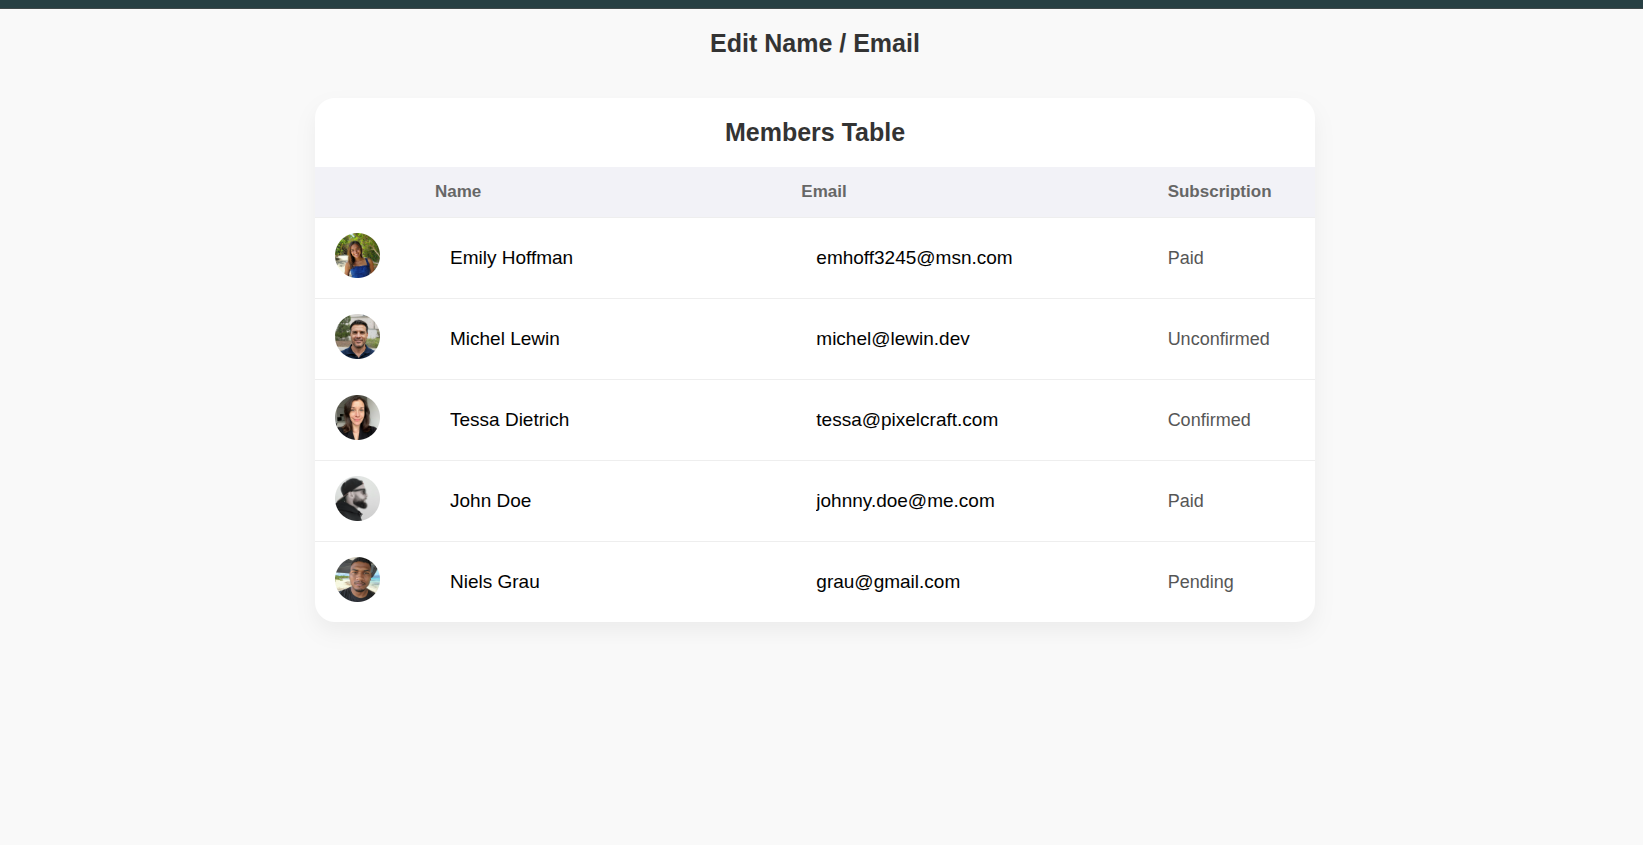 Edit Name / Email
Members Table
Name Email Subscription
Emily Hoffman emhoff3245@msn.com Paid
Michel Lewin michel@lewin.dev Unconfirmed
Tessa Dietrich tessa@pixelcraft.com Confirmed
John Doe johnny.doe@me.com Paid
Niels Grau grau@gmail.com Pending